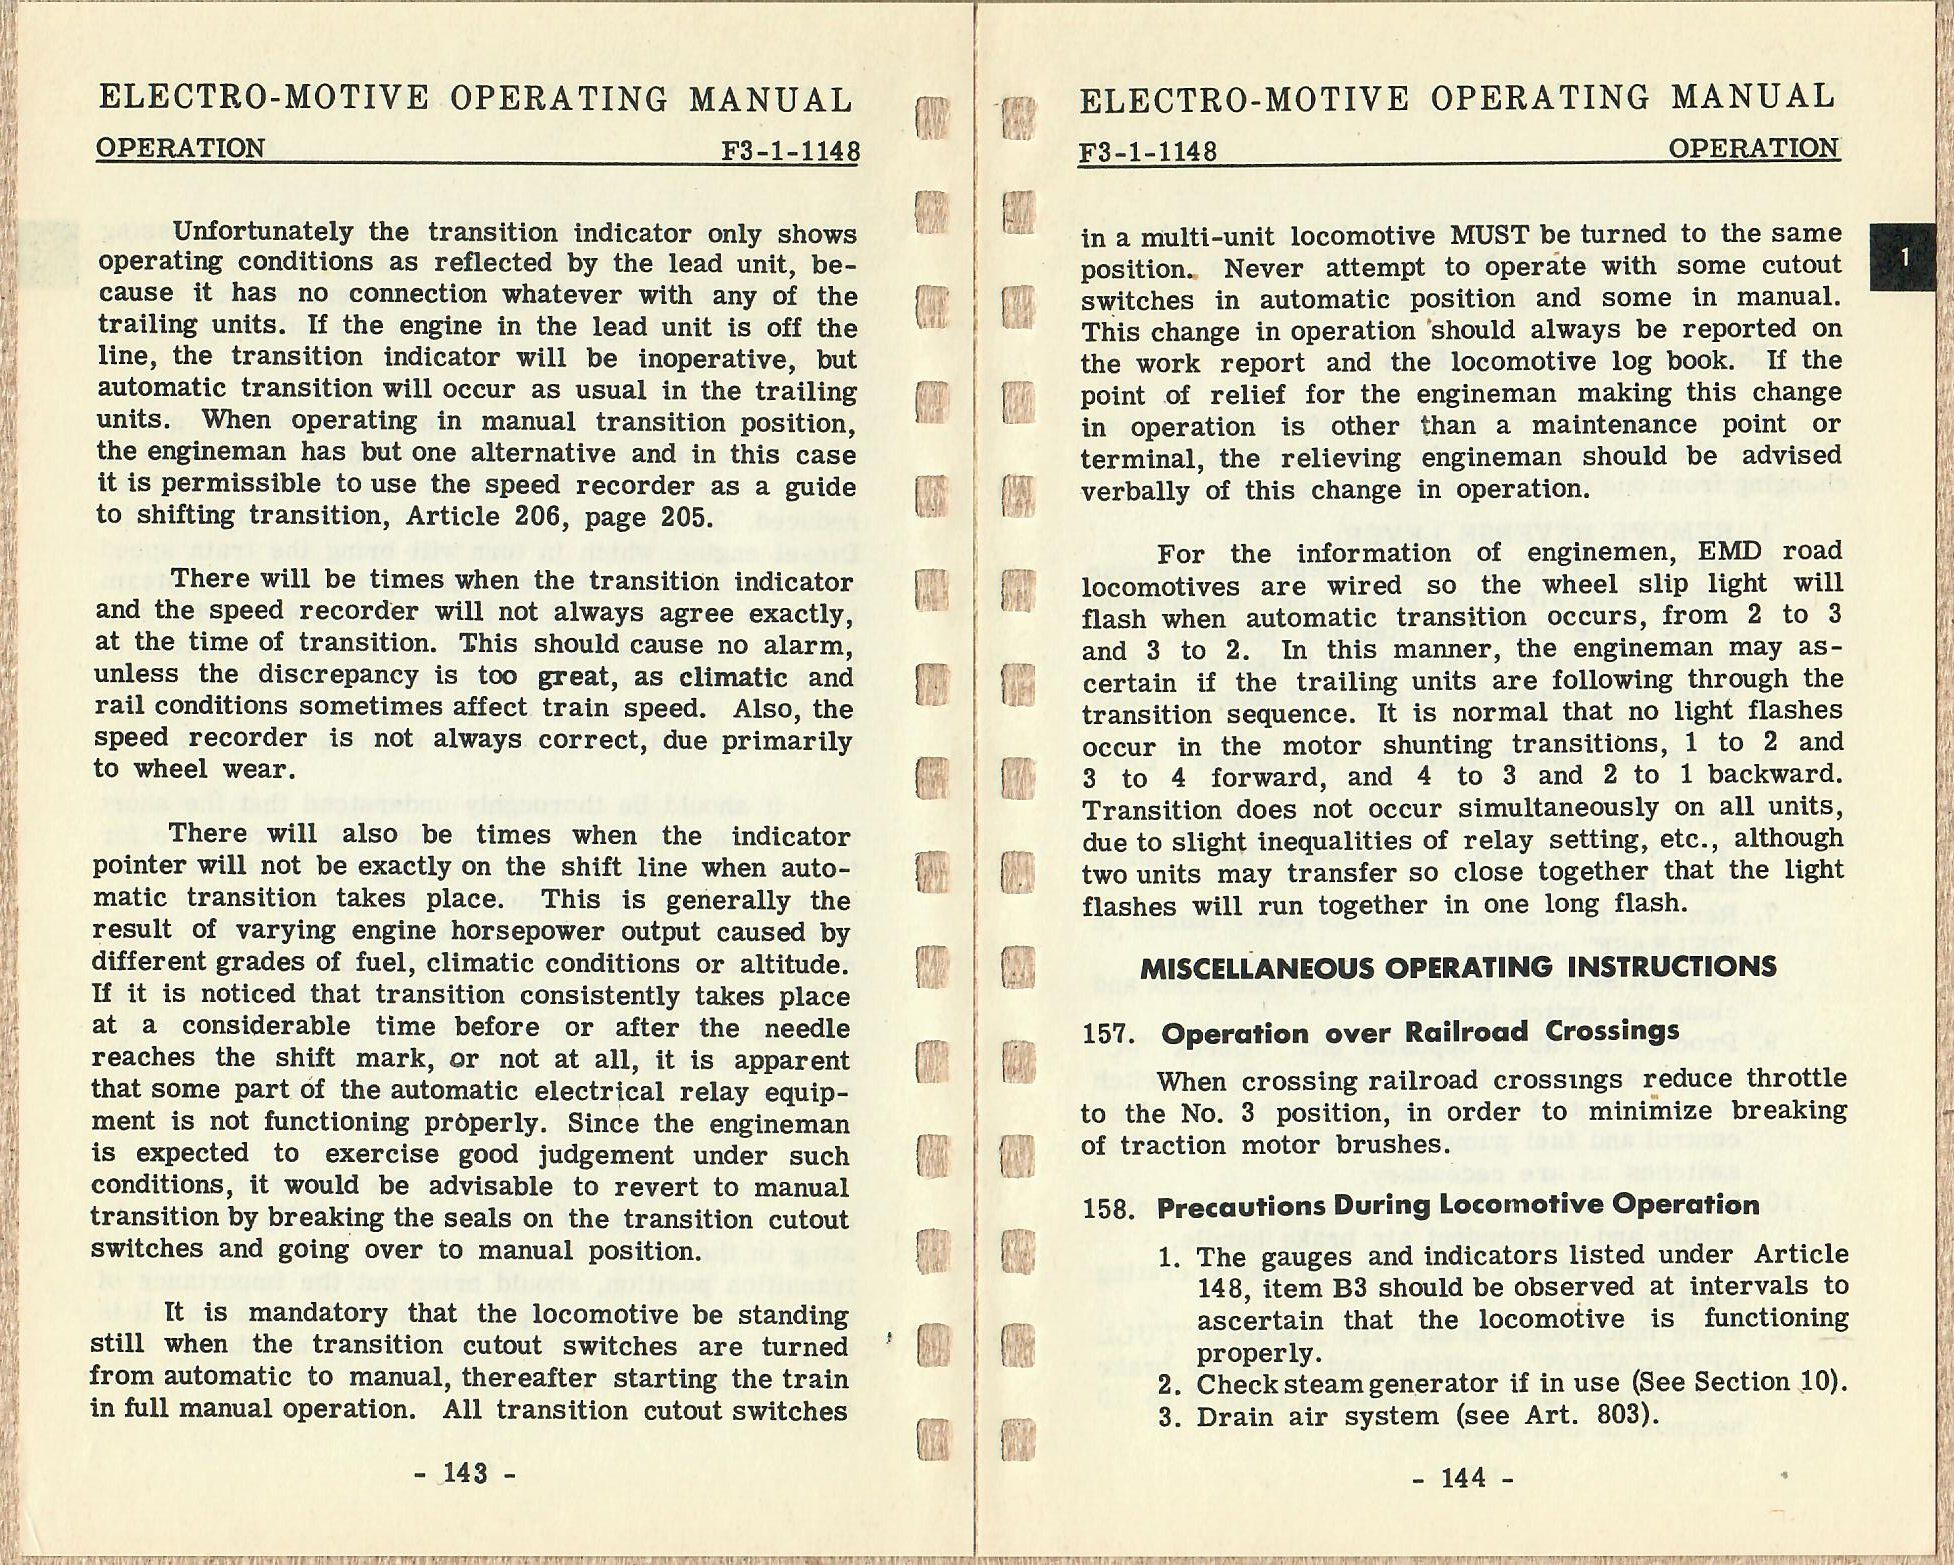 ELECTRO-MOTIVE OPERATING MANUAL
OPERATION F3-1-1148
Unfortunately the transition indicator only shows
operating conditions as reflected by the lead unit, be-
cause it has no connection whatever with any of the
trailing units. If the engine in the lead unit is off the
line, the transition indicator will be inoperative, but
automatic transition will occur as usual in the trailing
units. When operating in manual transition position,
the engineman has but one alternative and in this case
it is permissible to use the speed recorder as a guide
to shifting transition, Article 206, page 205.
There will be times when the transition indicator
and the speed recorder will not always agree exactly,
at the time of transition. This should cause no alarm,
unless the discrepancy is too great, as climatic and
rail conditions sometimes affect train speed. Also, the
speed recorder is not always correct, due primarily
to wheel wear.
There will also be times when the indicator
pointer will not be exactly on the shift line when auto-
matic transition takes place. This is generally the
result of varying engine horsepower output caused by
different grades of fuel, climatic conditions or altitude.
If it is noticed that transition consistently takes place
at a considerable time before or after the needle
reaches the shift mark, or not at all, it is apparent
that some part of the automatic electrical relay equip-
ment is not functioning properly. Since the engineman
is expected to exercise good judgement under such
conditions, it would be advisable to revert to manual
transition by breaking the seals on the transition cutout
switches and going over to manual position.
It is mandatory that the locomotive be standing
still when the transition cutout switches are turned
from automatic to manual, thereafter starting the train
in full manual operation. All transition cutout switches
- 143 -
ELECTRO-MOTIVE OPERATING MANUAL
F3-1-1148 OPERATION
in a multi-unit locomotive MUST be turned to the same
position. Never attempt to operate with some cutout
switches in automatic position and some in manual.
This change in operation should always be reported on
the work report and the locomotive log book. If the
point of relief for the engineman making this change
in operation is other than a maintenance point or
terminal, the relieving engineman should be advised
verbally of this change in operation.
1
For the information of enginemen, EMD road
locomotives are wired so the wheel slip light will
flash when automatic transition occurs, from 2 to 3
and 3 to 2. In this manner, the engineman may as-
certain if the trailing units are following through the
transition sequence. It is normal that no light flashes
occur in the motor shunting transitions, 1 to 2 and
3 to 4 forward, and 4 to 3 and 2 to 1 backward.
Transition does not occur simultaneously on all units,
due to slight inequalities of relay setting, etc., although
two units may transfer so close together that the light
flashes will run together in one long flash.
MISCELLANEOUS OPERATING INSTRUCTIONS
157. Operation over Railroad Crossings
When crossing railroad crossings reduce throttle
to the No. 3 position, in order to minimize breaking
of traction motor brushes.
158. Precautions During Locomotive Operation
1. The gauges and indicators listed under Article
148, item B3 should be observed at intervals to
ascertain that the locomotive is functioning
properly.
2. Check steam generator if in use (See Section 10).
3. Drain air system (see Art. 803).
- 144 -